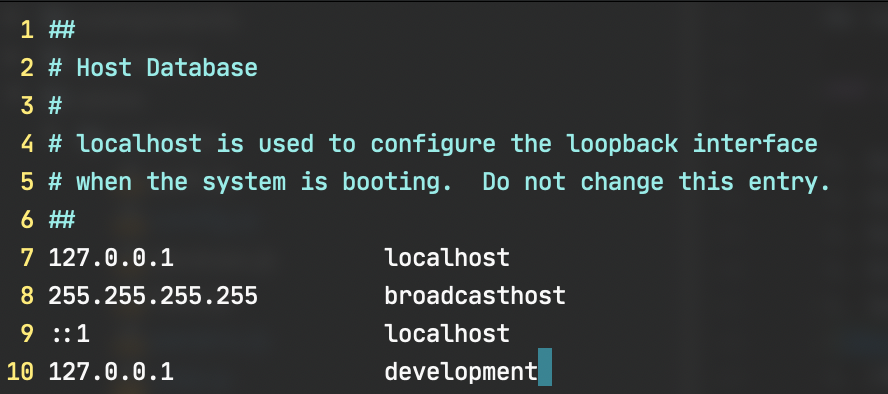 1 ##
2 # Host Database
3 #
4 # localhost is used to configure the loopback interface
5 # when the system is booting.  Do not change this entry.
6 ##
7 127.0.0.1               localhost
8 255.255.255.255         broadcasthost
9 ::1                     localhost
10 127.0.0.1               development